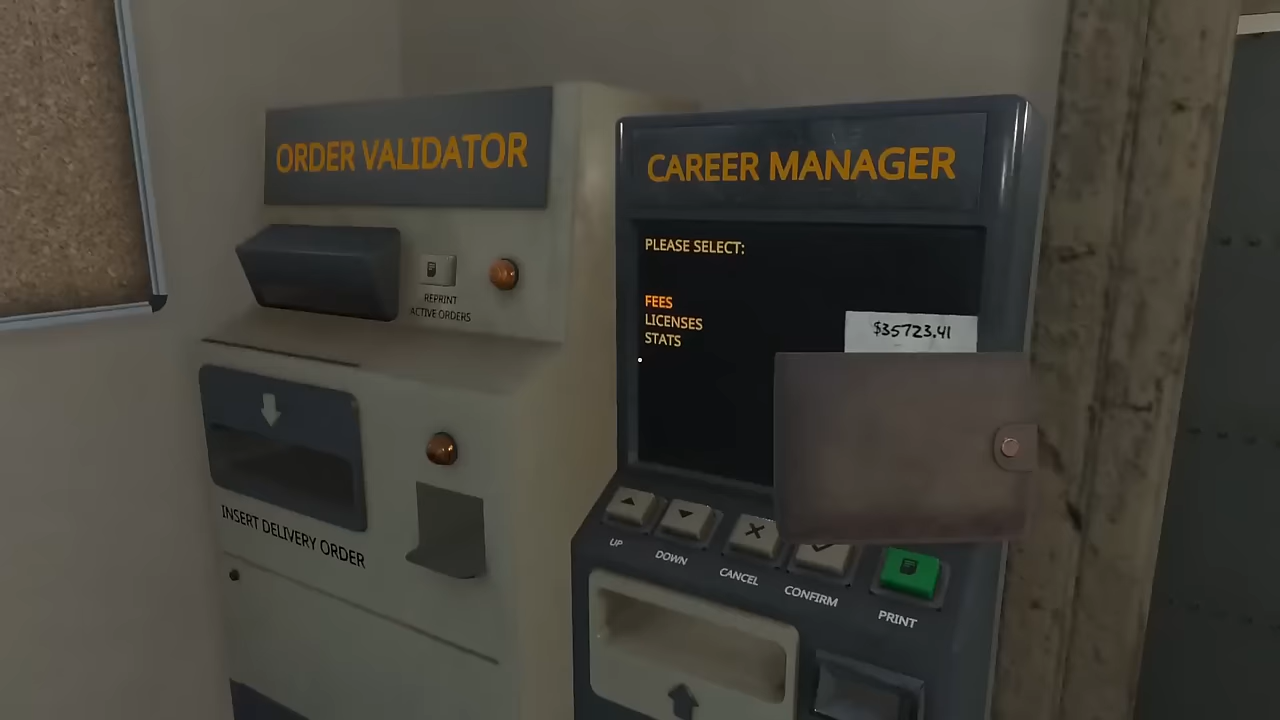 ORDER VALIDATOR
REPRINT
ACTIVE ORDERS
INSERT DELIVERY ORDER
CAREER MANAGER
PLEASE SELECT:
FEES
LICENSES
STATS
$35723.41
UP
DOWN
CANCEL
CONFIRM
PRINT